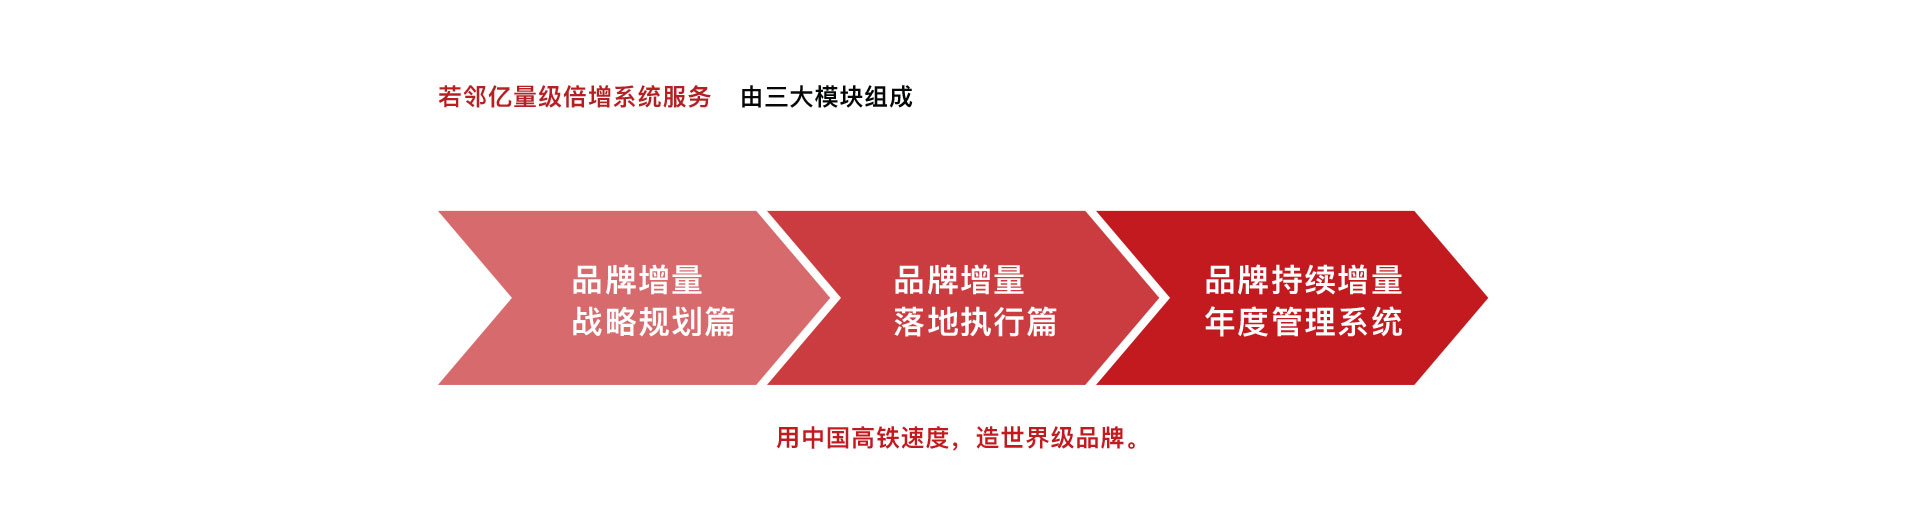 若邻亿量级倍增系统服务 由三大模块组成
品牌增量
战略规划篇
品牌增量
落地执行篇
品牌持续增量
年度管理系统
用中国高铁速度，造世界级品牌。